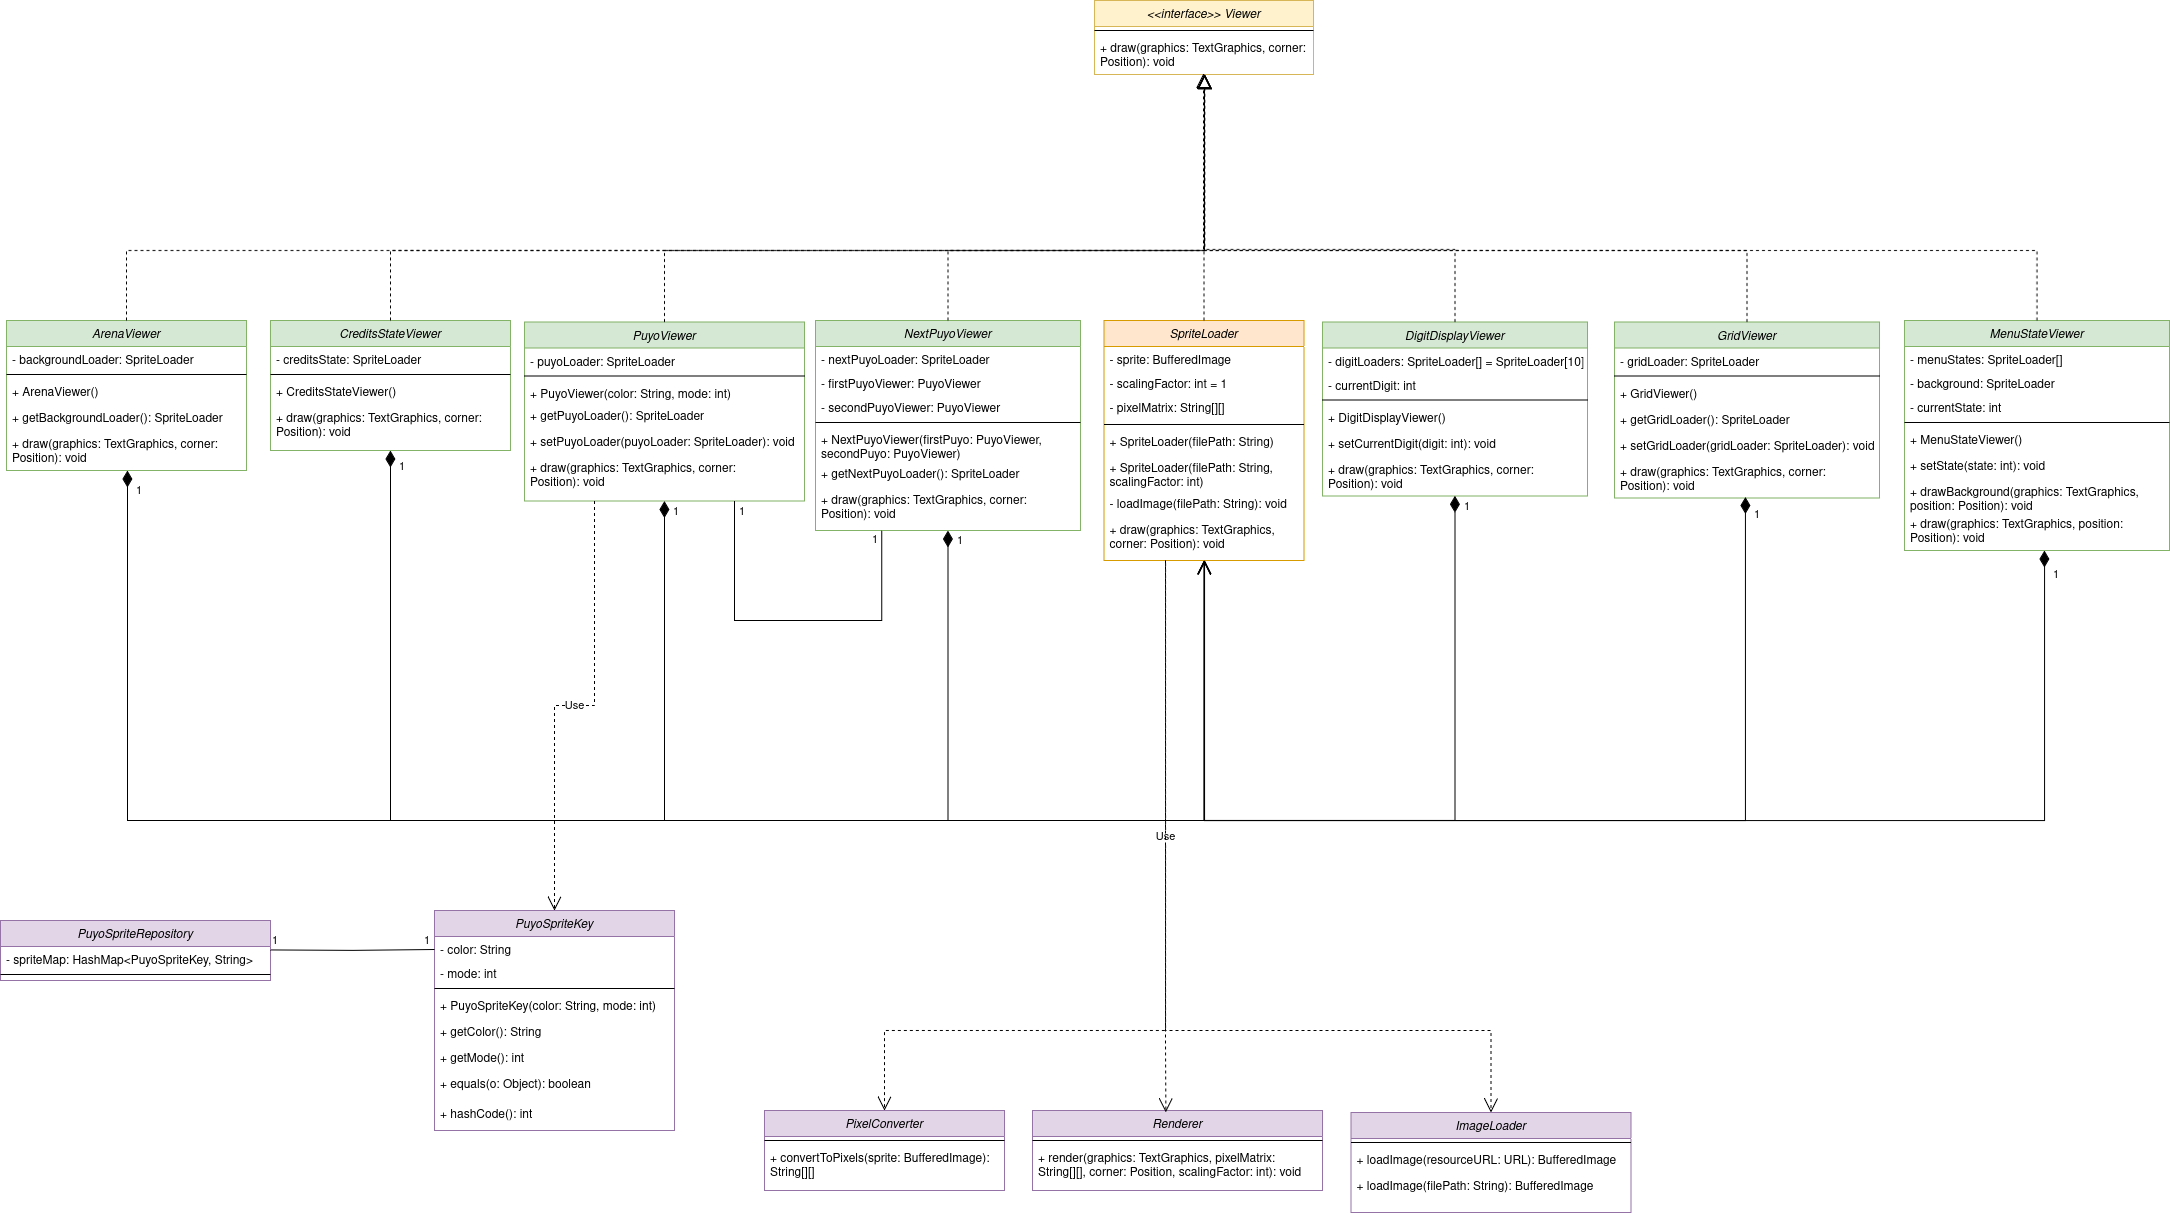 <<interface>> Viewer
+ draw(graphics: TextGraphics, corner:
Position): void
ArenaViewer
- backgroundLoader: SpriteLoader
+ ArenaViewer()
+ getBackgroundLoader(): SpriteLoader
+ draw(graphics: TextGraphics, corner:
Position): void
1
CreditsStateViewer
- creditsState: SpriteLoader
+ CreditsStateViewer()
+ draw(graphics: TextGraphics, corner:
Position): void
1
PuyoViewer
- puyoLoader: SpriteLoader
+ PuyoViewer(color: String, mode: int)
+ getPuyoLoader(): SpriteLoader
+ setPuyoLoader(puyoLoader: SpriteLoader): void
+ draw(graphics: TextGraphics, corner:
Position): void
1
1
NextPuyoViewer
- nextPuyoLoader: SpriteLoader
- firstPuyoViewer: PuyoViewer
- secondPuyoViewer: PuyoViewer
+ NextPuyoViewer(firstPuyo: PuyoViewer,
secondPuyo: PuyoViewer)
+ getNextPuyoLoader(): SpriteLoader
+ draw(graphics: TextGraphics, corner:
Position): void
1
1
SpriteLoader
- sprite: BufferedImage
- scalingFactor: int = 1
- pixelMatrix: String[][]
+ SpriteLoader(filePath: String)
+ SpriteLoader(filePath: String,
scalingFactor: int)
- loadImage(filePath: String): void
+ draw(graphics: TextGraphics,
corner: Position): void
DigitDisplayViewer
- digitLoaders: SpriteLoader[] = SpriteLoader[10]
- currentDigit: int
+ DigitDisplayViewer()
+ setCurrentDigit(digit: int): void
+ draw(graphics: TextGraphics, corner:
Position): void
1
GridViewer
- gridLoader: SpriteLoader
+ GridViewer()
+ getGridLoader(): SpriteLoader
+ setGridLoader(gridLoader: SpriteLoader): void
+ draw(graphics: TextGraphics, corner:
Position): void
1
MenuStateViewer
- menuStates: SpriteLoader[]
- background: SpriteLoader
- currentState: int
+ MenuStateViewer()
+ setState(state: int): void
+ drawBackground(graphics: TextGraphics,
position: Position): void
+ draw(graphics: TextGraphics, position:
Position): void
1
Use
Use
PuyoSpriteRepository
- spriteMap: HashMap<PuyoSpriteKey, String>
1
1
PuyoSpriteKey
- color: String
- mode: int
+ PuyoSpriteKey(color: String, mode: int)
+ getColor(): String
+ getMode(): int
+ equals(o: Object): boolean
+ hashCode(): int
PixelConverter
+ convertToPixels(sprite: BufferedImage):
String[][]
Renderer
+ render(graphics: TextGraphics, pixelMatrix:
String[][], corner: Position, scalingFactor: int): void
ImageLoader
+ loadImage(resourceURL: URL): BufferedImage
+ loadImage(filePath: String): BufferedImage